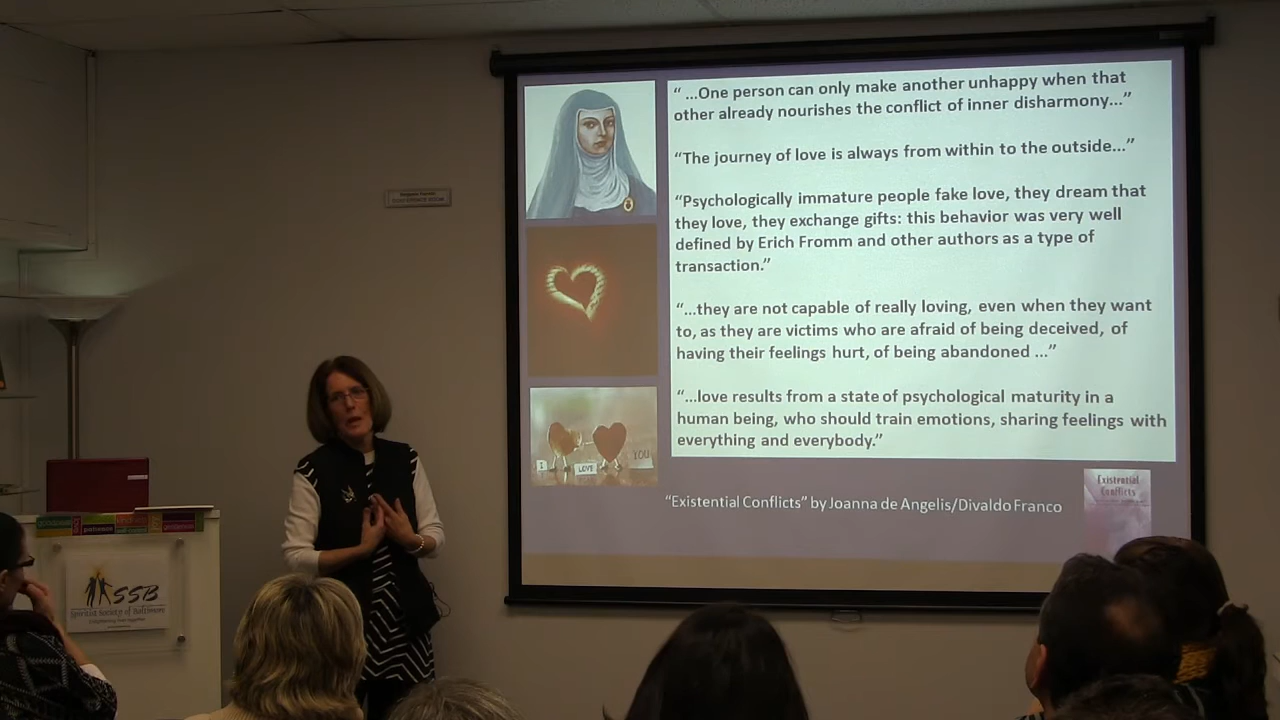 “ ...One person can only make another unhappy when that
other already nourishes the conflict of inner disharmony...”
“The journey of love is always from within to the outside...”
“Psychologically immature people fake love, they dream that
they love, they exchange gifts: this behavior was very well
defined by Erich Fromm and other authors as a type of
transaction.”
“...they are not capable of really loving, even when they want
to, as they are victims who are afraid of being deceived, of
having their feelings hurt, of being abandoned ...”
“...love results from a state of psychological maturity in a
human being, who should train emotions, sharing feelings with
everything and everybody.”
I LOVE YOU
“Existential Conflicts” by Joanna de Angelis/Divaldo Franco
Existential
Conflicts
SSB
Spiritist Society of Baltimore